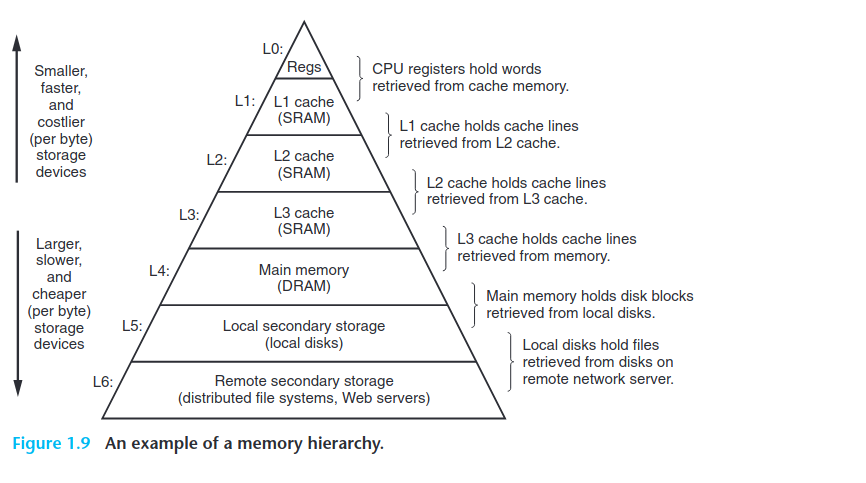 Smaller,
faster,
and
costlier
(per byte)
storage
devices
Larger,
slower,
and
cheaper
(per byte)
storage
devices
L0:
Regs
CPU registers hold words
retrieved from cache memory.
L1:
L1 cache
(SRAM)
L1 cache holds cache lines
retrieved from L2 cache.
L2:
L2 cache
(SRAM)
L2 cache holds cache lines
retrieved from L3 cache.
L3:
L3 cache
(SRAM)
L3 cache holds cache lines
retrieved from memory.
L4:
Main memory
(DRAM)
Main memory holds disk blocks
retrieved from local disks.
L5:
Local secondary storage
(local disks)
Local disks hold files
retrieved from disks on
remote network server.
L6:
Remote secondary storage
(distributed file systems, Web servers)
Figure 1.9 An example of a memory hierarchy.